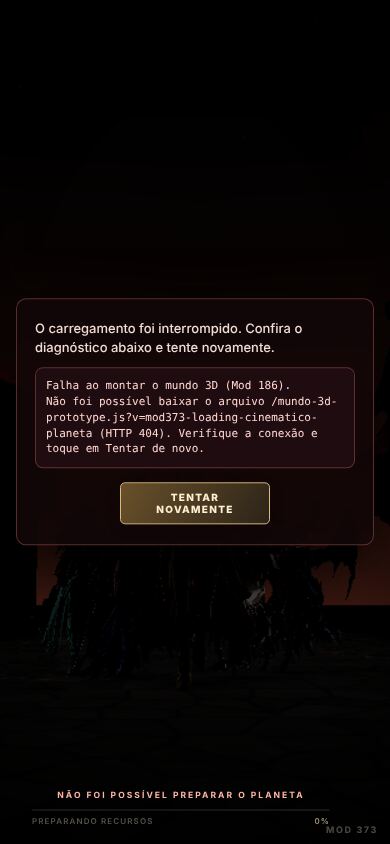 O carregamento foi interrompido. Confira o
diagnóstico abaixo e tente novamente.
Falha ao montar o mundo 3D (Mod 186).
Não foi possível baixar o arquivo /mundo-3d-
prototype.js?v=mod373-loading-cinematico-
planeta (HTTP 404). Verifique a conexão e
toque em Tentar de novo.
TENTAR
NOVAMENTE
NÃO FOI POSSÍVEL PREPARAR O PLANETA
PREPARANDO RECURSOS 0%
MOD 373